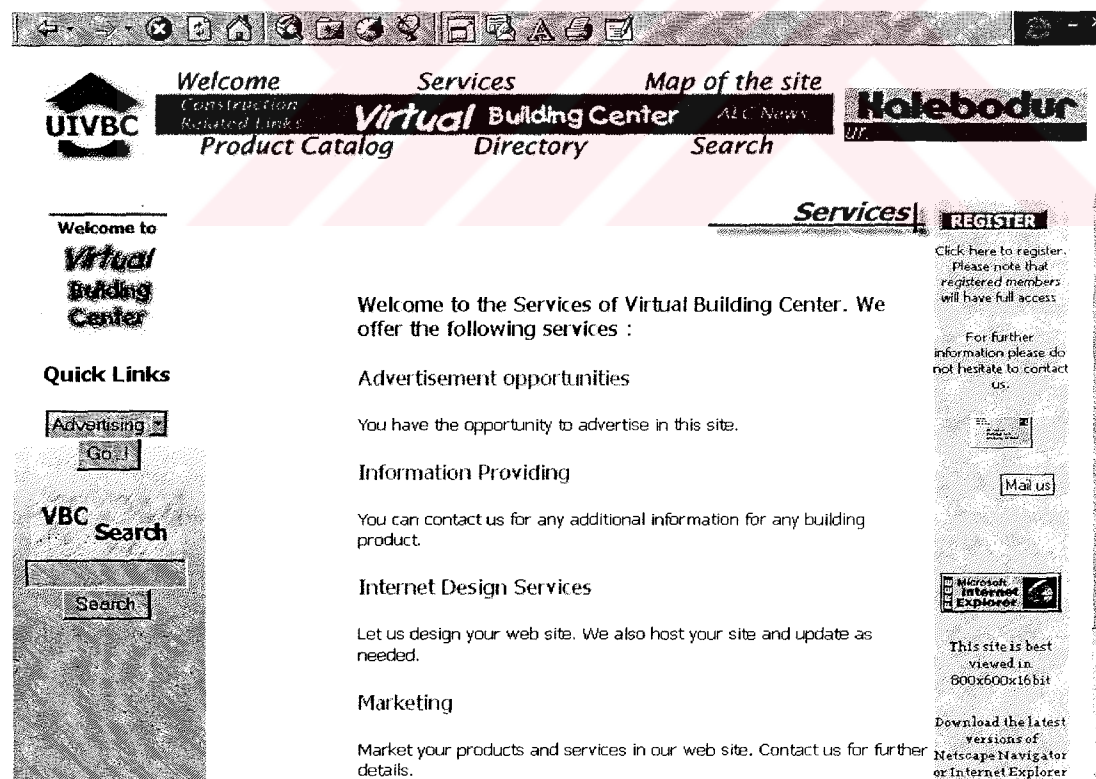 Welcome Services Map of the site
Construction
Related Links
Virtual Building Center
ALC News
UIVBC
Product Catalog Directory Search
Kalebodur
ur.
Services
Welcome to
Virtual
Building
Center
Quick Links
Advertising
Go..!
VBC
Search
Search
Welcome to the Services of Virtual Building Center. We
offer the following services :
Advertisement opportunities
You have the opportunity to advertise in this site.
Information Providing
You can contact us for any additional information for any building
product.
Internet Design Services
Let us design your web site. We also host your site and update as
needed.
Marketing
Market your products and services in our web site. Contact us for further
details.
REGISTER
Click here to register.
Please note that
registered members
will have full access
For further
information please do
not hesitate to contact
us.
Mail us
Microsoft
Internet
Explorer
This site is best
viewed in
800x600x16bit
Download the latest
versions of
Netscape Navigator
or Internet Explorer